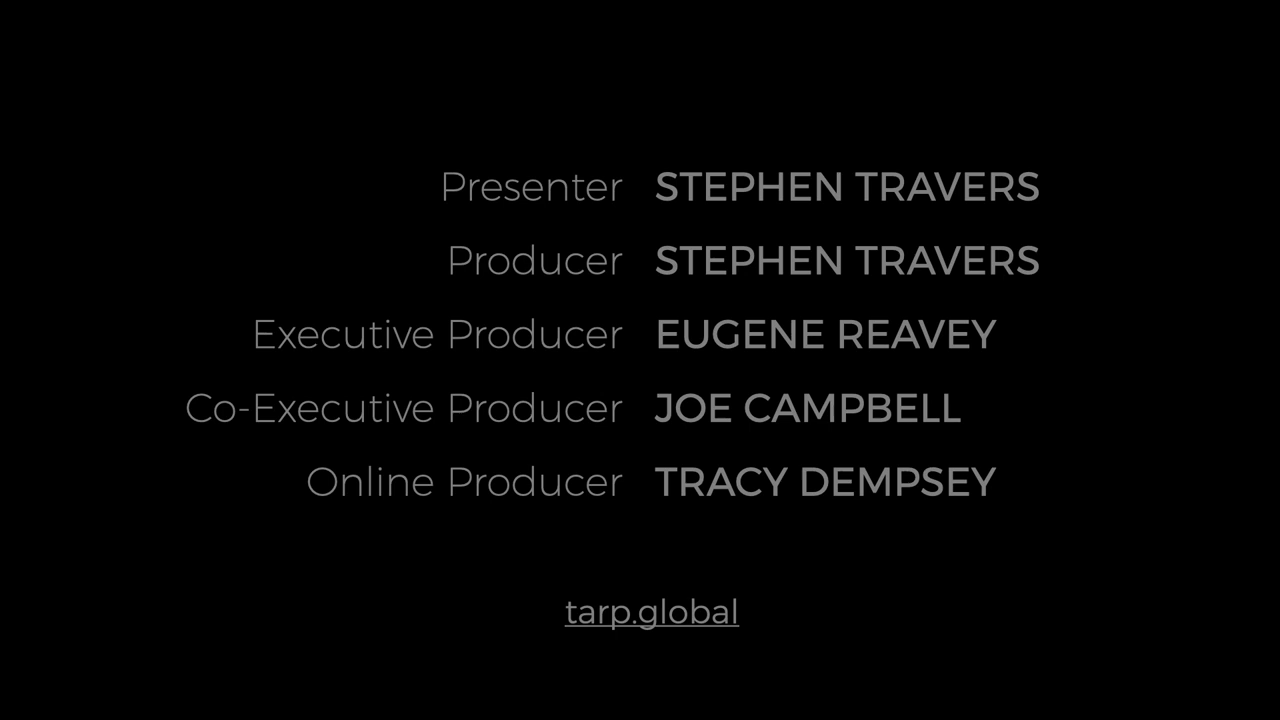 Presenter STEPHEN TRAVERS
Producer STEPHEN TRAVERS
Executive Producer EUGENE REAVEY
Co-Executive Producer JOE CAMPBELL
Online Producer TRACY DEMPSEY
tarp.global